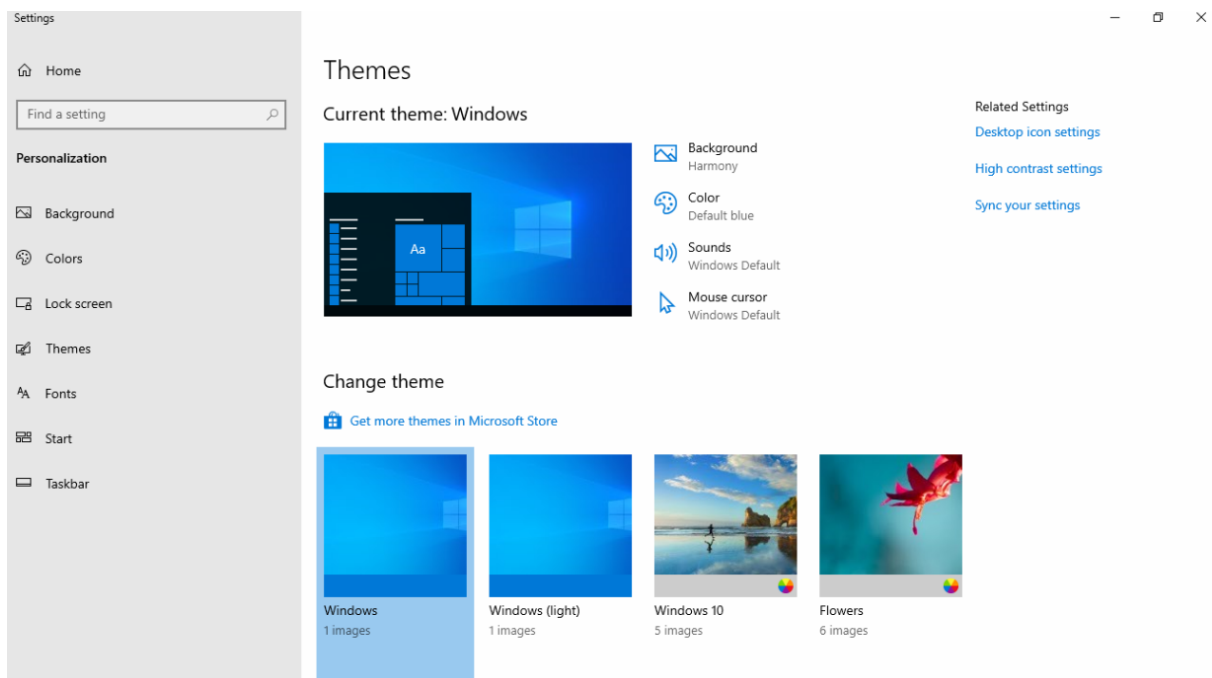 Settings
Home
Find a setting
Personalization
Background
Colors
Lock screen
Themes
Fonts
Start
Taskbar
Themes
Current theme: Windows
Aa
Background
Harmony
Color
Default blue
Sounds
Windows Default
Mouse cursor
Windows Default
Related Settings
Desktop icon settings
High contrast settings
Sync your settings
Change theme
Get more themes in Microsoft Store
Windows
1 images
Windows (light)
1 images
Windows 10
5 images
Flowers
6 images